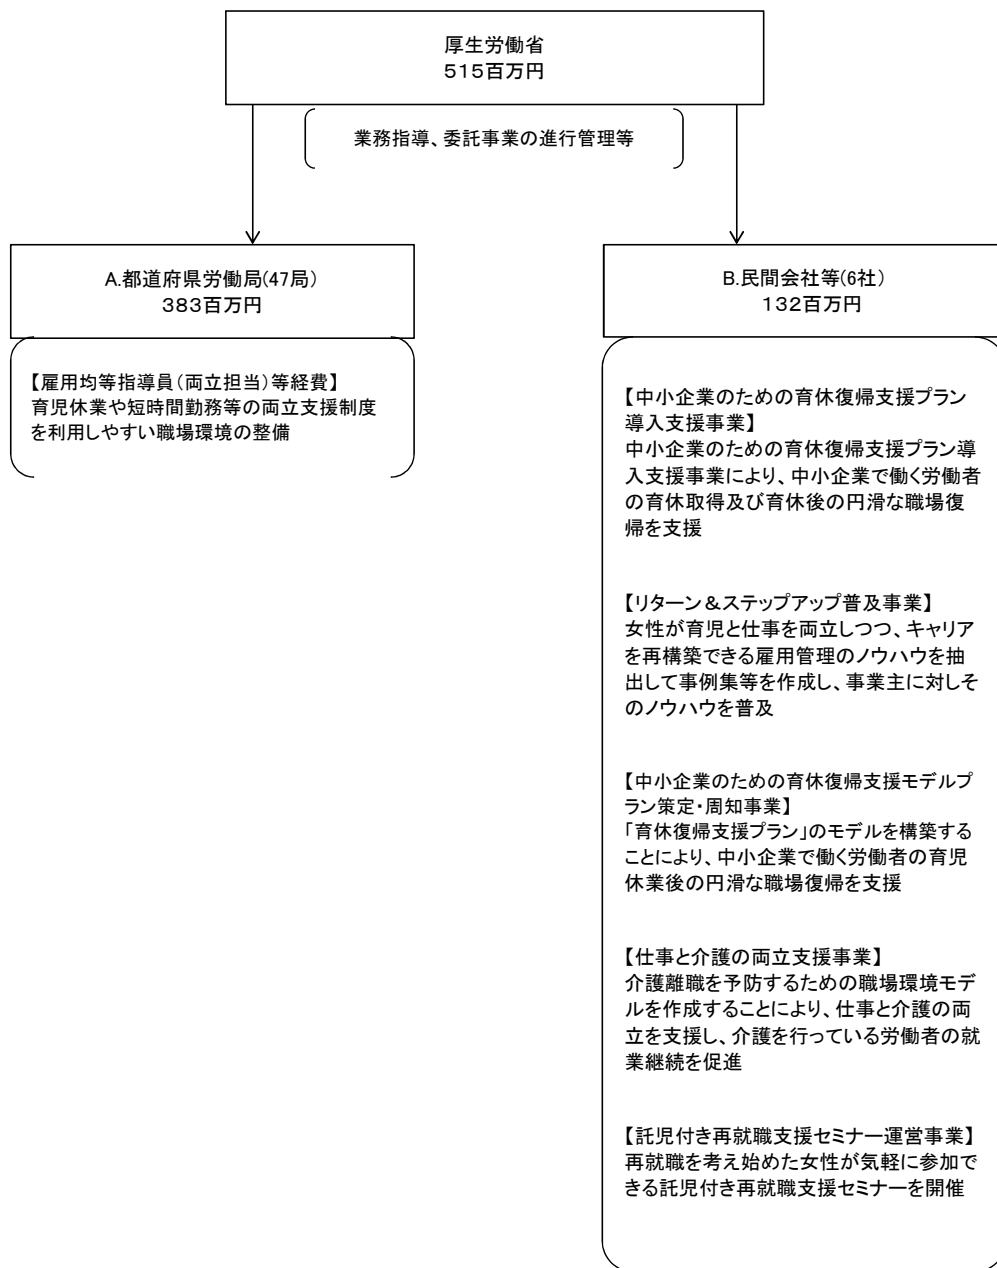 厚生労働省
515百万円
業務指導、委託事業の進行管理等
A.都道府県労働局(47局)
383百万円
【雇用均等指導員(両立担当)等経費】
育児休業や短時間勤務等の両立支援制度
を利用しやすい職場環境の整備
B.民間会社等(6社)
132百万円
【中小企業のための育休復帰支援プラン
導入支援事業】
中小企業のための育休復帰支援プラン導
入支援事業により、中小企業で働く労働者
の育休取得及び育休後の円滑な職場復
帰を支援
【リターン&ステップアップ普及事業】
女性が育児と仕事を両立しつつ、キャリア
を再構築できる雇用管理のノウハウを抽
出して事例集等を作成し、事業主に対しそ
のノウハウを普及
【中小企業のための育休復帰支援モデルプ
ラン策定・周知事業】
「育休復帰支援プラン」のモデルを構築する
ことにより、中小企業で働く労働者の育児
休業後の円滑な職場復帰を支援
【仕事と介護の両立支援事業】
介護離職を予防するための職場環境モデ
ルを作成することにより、仕事と介護の両
立を支援し、介護を行っている労働者の就
業継続を促進
【託児付き再就職支援セミナー運営事業】
再就職を考え始めた女性が気軽に参加で
きる託児付き再就職支援セミナーを開催